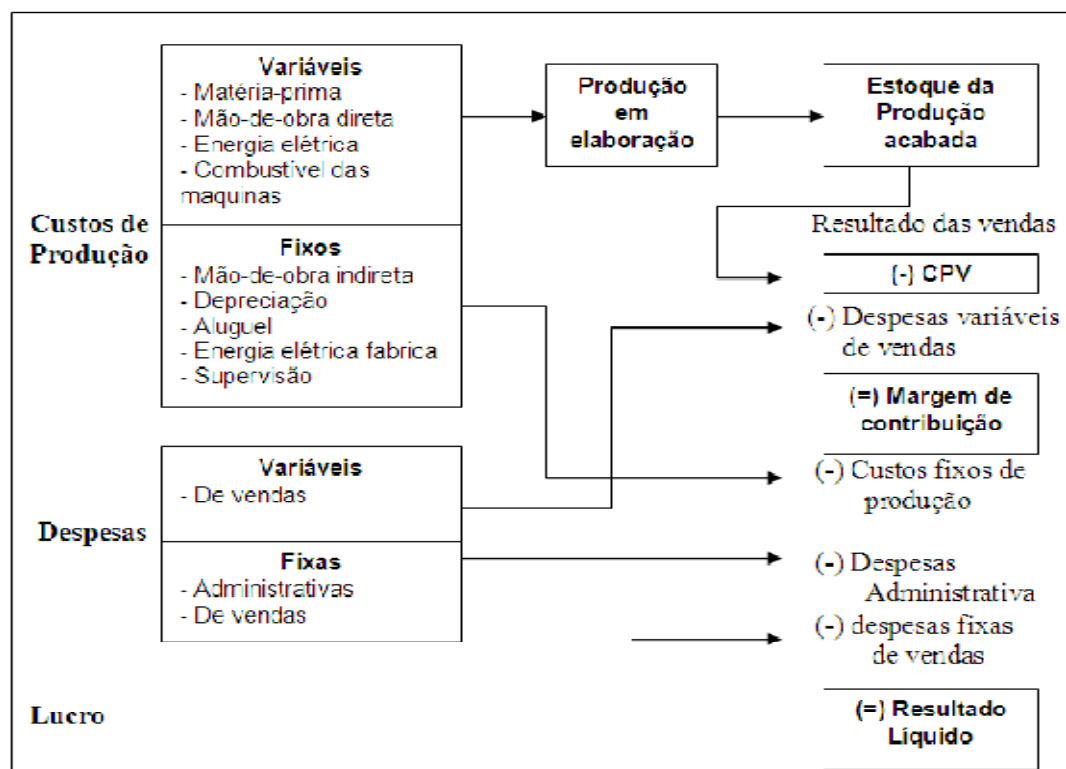 Variáveis
- Matéria-prima
- Mão-de-obra direta
- Energia elétrica
- Combustível das
maquinas
Produção
em
elaboração
Estoque da
Produção
acabada
Custos de
Produção
Fixos
- Mão-de-obra indireta
- Depreciação
- Aluguel
- Energia elétrica fabrica
- Supervisão
Resultado das vendas
(-) CPV
(-) Despesas variáveis
de vendas
(=) Margem de
contribuição
Despesas
Variáveis
- De vendas
(-) Custos fixos de
produção
Fixas
- Administrativas
- De vendas
(-) Despesas
Administrativa
(-) despesas fixas
de vendas
Lucro
(=) Resultado
Líquido